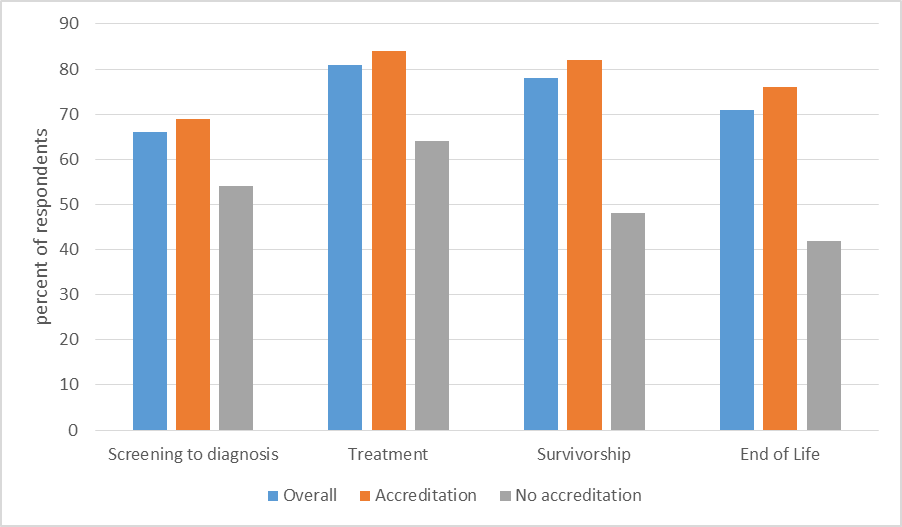 90
80
70
60
50
40
30
20
10
0
percent of respondents
Screening to diagnosis
Treatment
Survivorship
End of Life
Overall
Accreditation
No accreditation